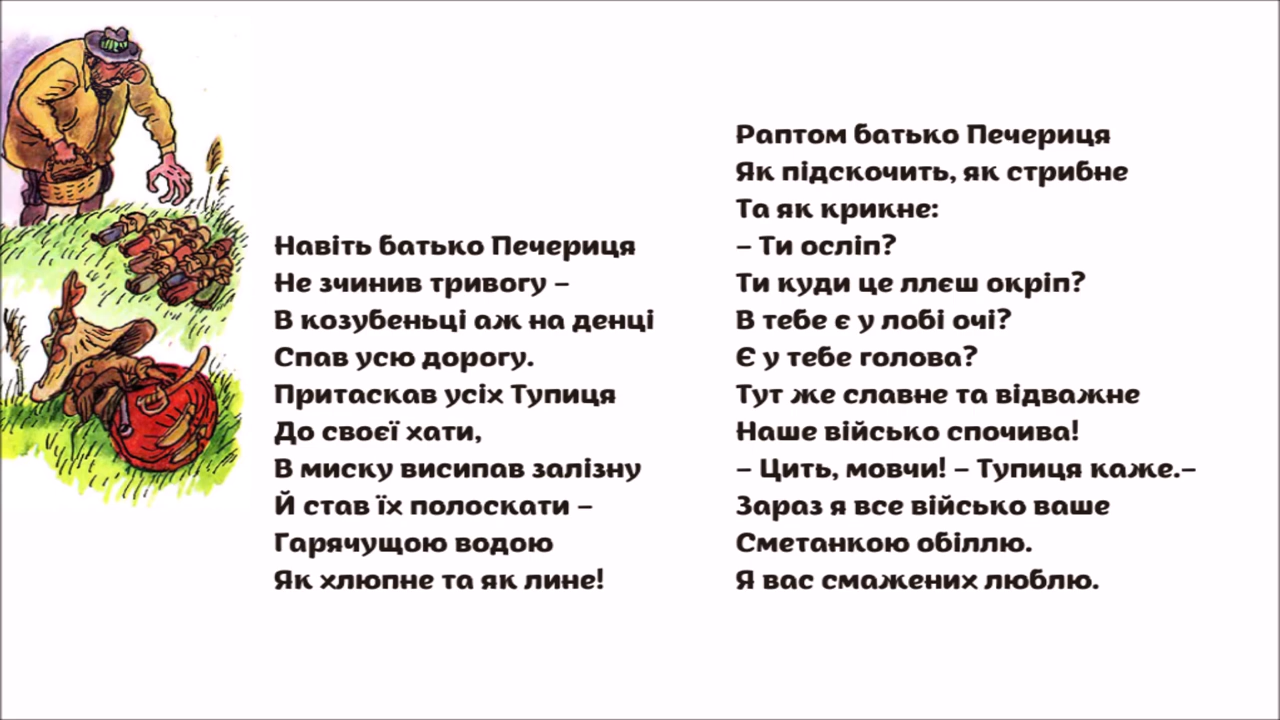 Навіть батько Печериця
Не зчинив тривогу –
В козубеньці аж на денці
Спав усю дорогу.
Притаскав усіх Тупиця
До своєї хати,
В миску висипав залізну
Й став їх полоскати –
Гарячущою водою
Як хлюпне та як лине!
Раптом батько Печериця
Як підскочить, як стрибне
Та як крикне:
– Ти осліп?
Ти куди це ллєш окріп?
В тебе є у лобі очі?
Є у тебе голова?
Тут же славне та відважне
Наше військо спочива!
– Цить, мовчи! – Тупиця каже.–
Зараз я все військо ваше
Сметанкою обіллю.
Я вас смажених люблю.